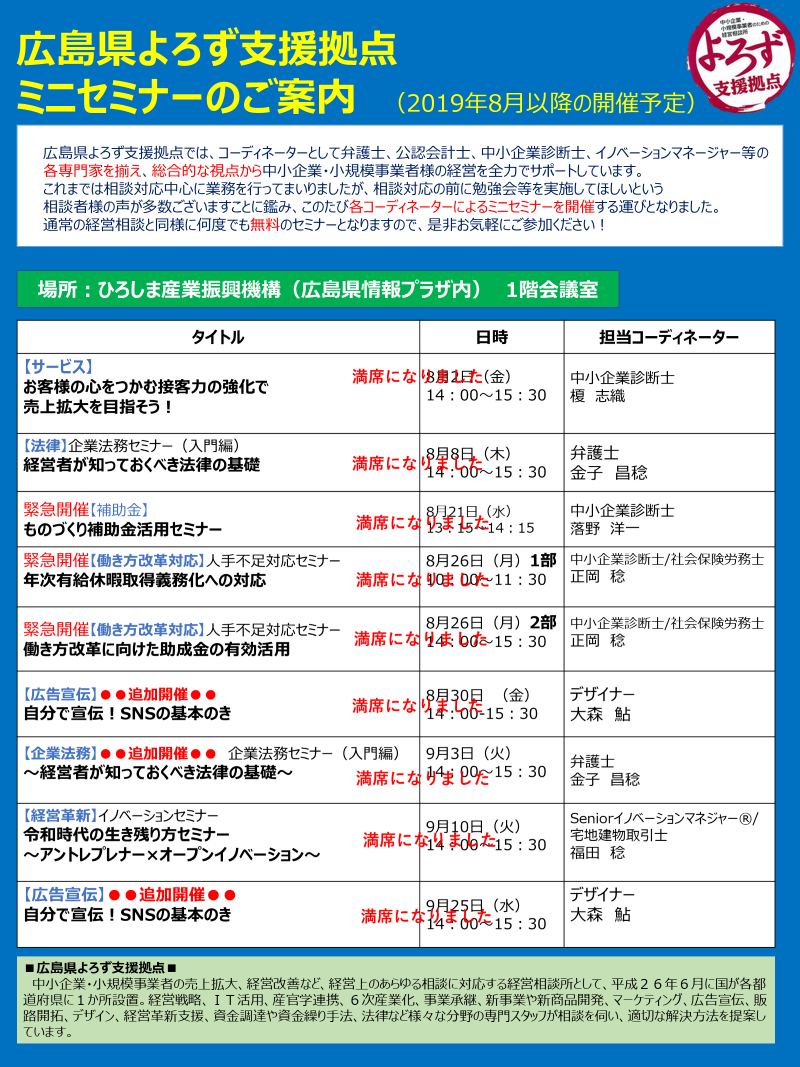 広島県よろず支援拠点
ミニセミナーのご案内 （2019年8月以降の開催予定）
中小企業・
小規模事業者のための
経営相談所
よろず
支援拠点
広島県よろず支援拠点では、コーディネーターとして弁護士、公認会計士、中小企業診断士、イノベーションマネージャー等の
各専門家を揃え、総合的な視点から中小企業・小規模事業者様の経営を全力でサポートしています。
これまでは相談対応中心に業務を行ってまいりましたが、相談対応の前に勉強会等を実施してほしいという
相談者様の声が多数ございますことに鑑み、このたび各コーディネーターによるミニセミナーを開催する運びとなりました。
通常の経営相談と同様に何度でも無料のセミナーとなりますので、是非お気軽にご参加ください！
場所：ひろしま産業振興機構（広島県情報プラザ内） 1階会議室
タイトル 日時 担当コーディネーター
【サービス】
お客様の心をつかむ接客力の強化で
売上拡大を目指そう！
満席になりました
8月2日（金）
14：00～15：30
中小企業診断士
榎 志織
【法律】企業法務セミナー（入門編）
経営者が知っておくべき法律の基礎
満席になりました
8月8日（木）
14：00～15：30
弁護士
金子 昌稔
緊急開催【補助金】
ものづくり補助金活用セミナー
満席になりました
8月21日（水）
13：15～14：15
中小企業診断士
落野 洋一
緊急開催【働き方改革対応】人手不足対応セミナー
年次有給休暇取得義務化への対応
満席になりました
8月26日（月）1部
10：00～11：30
中小企業診断士/社会保険労務士
正岡 稔
緊急開催【働き方改革対応】人手不足対応セミナー
働き方改革に向けた助成金の有効活用
満席になりました
8月26日（月）2部
14：00～15：30
中小企業診断士/社会保険労務士
正岡 稔
【広告宣伝】●●追加開催●●
自分で宣伝！SNSの基本のき
満席になりました
8月30日 （金）
14：00-15：30
デザイナー
大森 鮎
【企業法務】●●追加開催●● 企業法務セミナー（入門編）
～経営者が知っておくべき法律の基礎～
満席になりました
9月3日（火）
14：00～15：30
弁護士
金子 昌稔
【経営革新】イノベーションセミナー
令和時代の生き残り方セミナー
～アントレプレナー×オープンイノベーション～
満席になりました
9月10日（火）
14：00～15：30
Seniorイノベーションマネジャー®/
宅地建物取引士
福田 稔
【広告宣伝】●●追加開催●●
自分で宣伝！SNSの基本のき
満席になりました
9月25日（水）
14：00～15：30
デザイナー
大森 鮎
■広島県よろず支援拠点■
中小企業・小規模事業者の売上拡大、経営改善など、経営上のあらゆる相談に対応する経営相談所として、平成２６年６月に国が各都
道府県に１か所設置。経営戦略、ＩＴ活用、産官学連携、６次産業化、事業承継、新事業や新商品開発、マーケティング、広告宣伝、販
路開拓、デザイン、経営革新支援、資金調達や資金繰り手法、法律など様々な分野の専門スタッフが相談を伺い、適切な解決方法を提案し
ています。